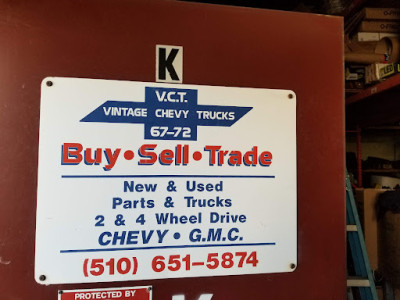 K
V.C.T.
VINTAGE CHEVY TRUCKS
67-72
Buy • Sell • Trade
New & Used
Parts & Trucks
2 & 4 Wheel Drive
CHEVY • G.M.C.
(510) 651-5874
PROTECTED BY